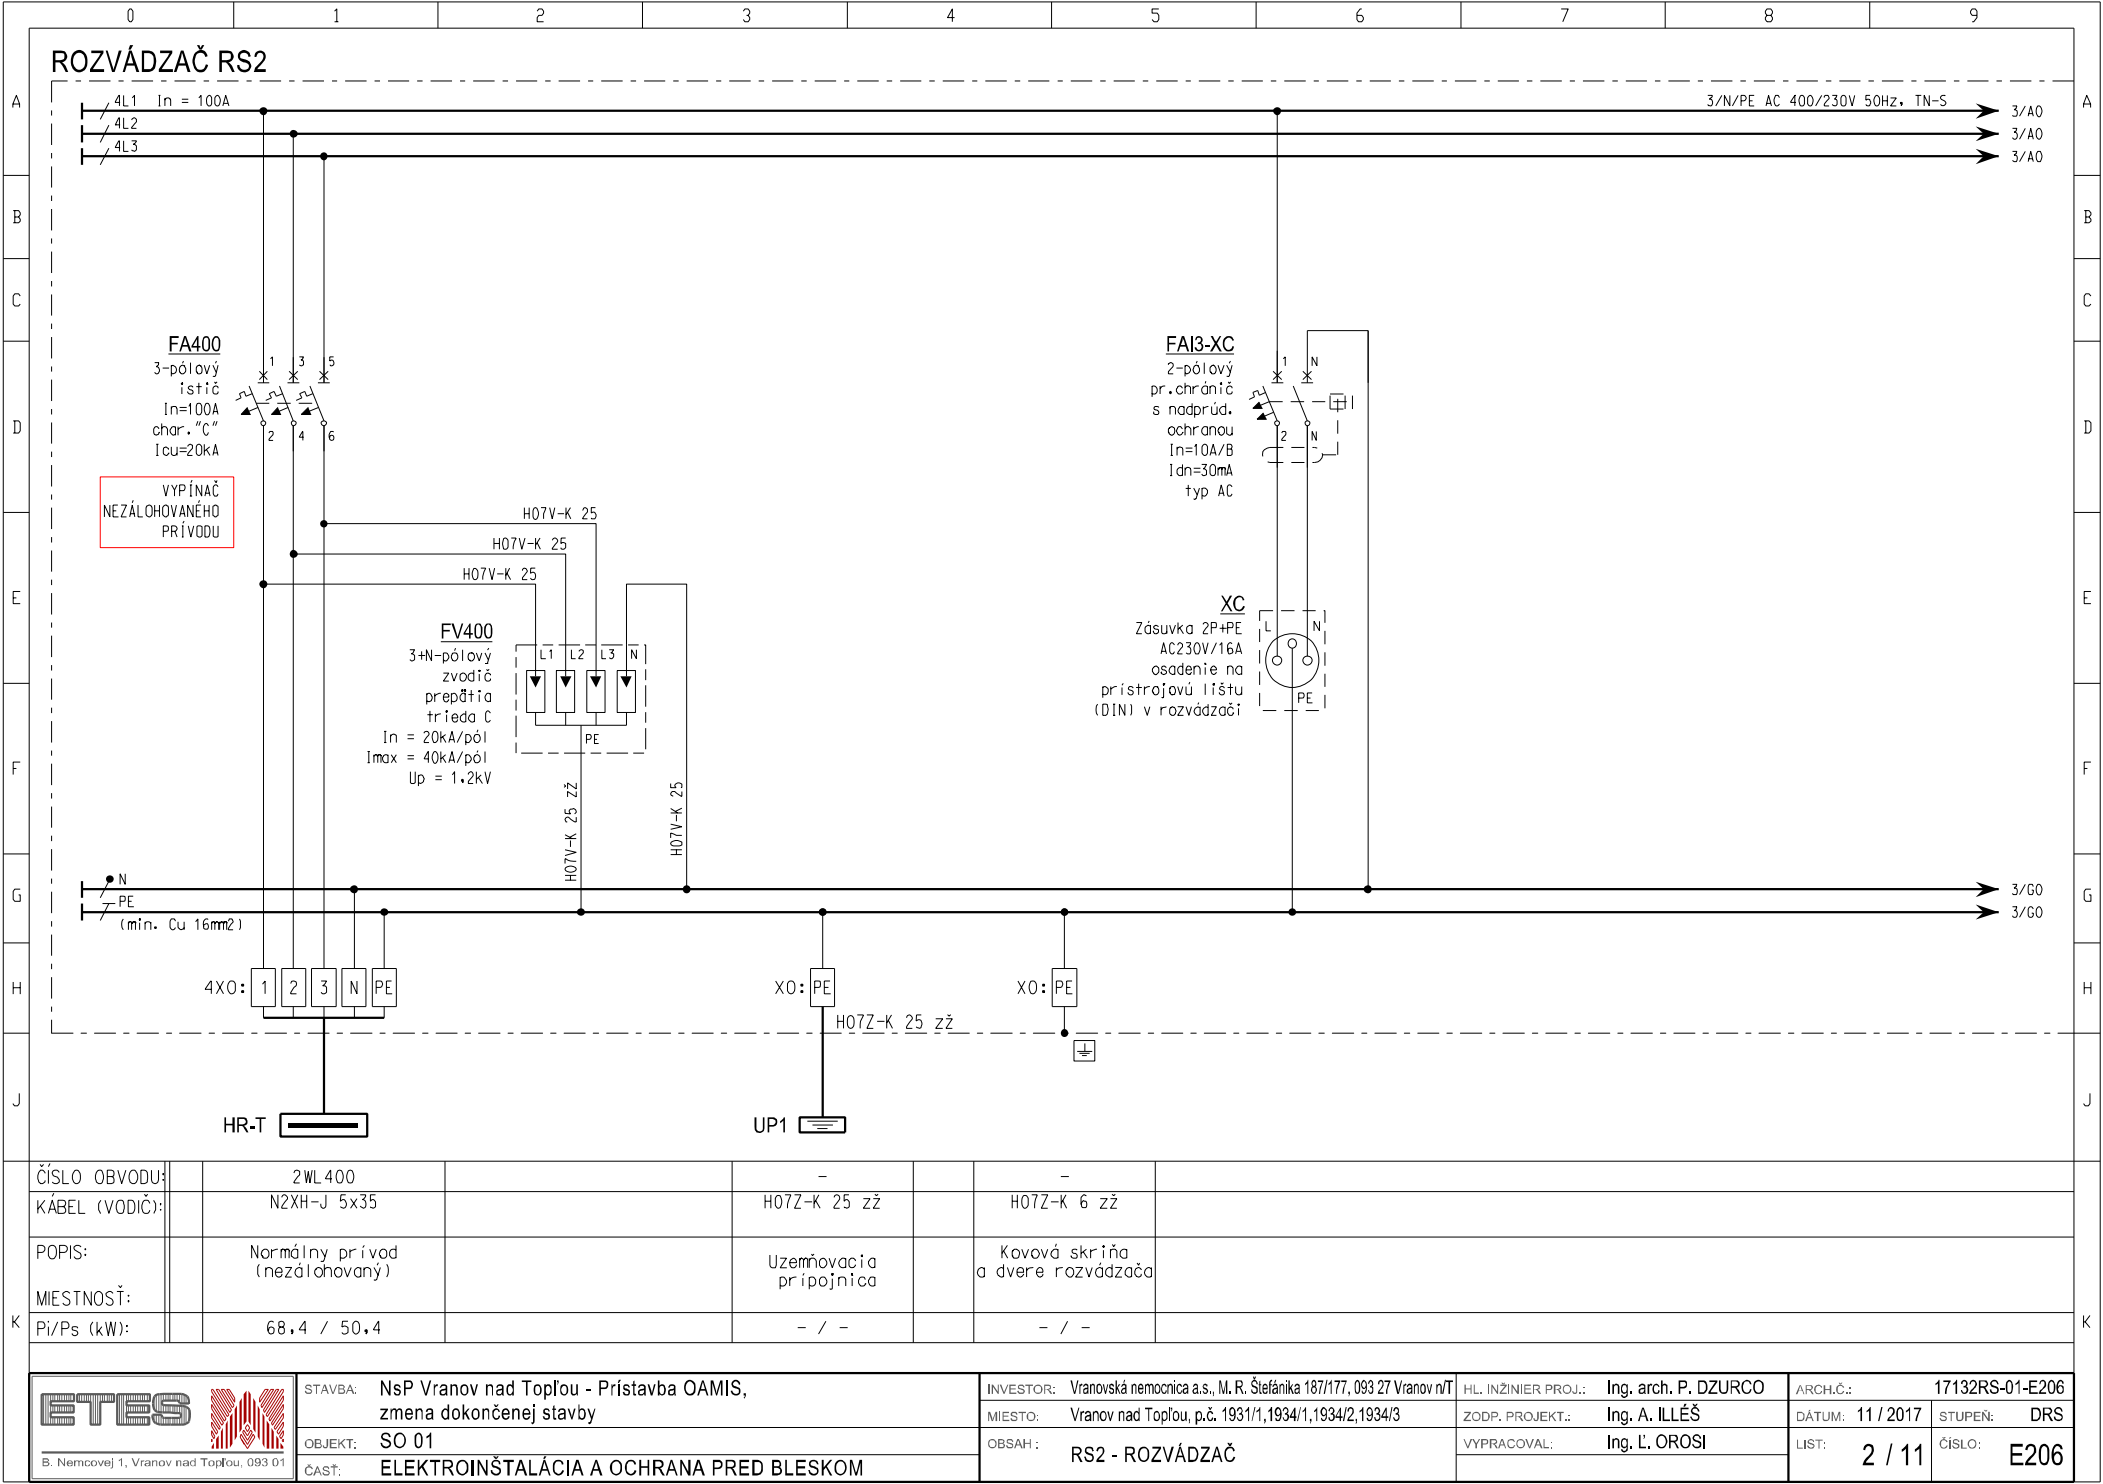 0 1 2 3 4 5 6 7 8 9
ROZVÁDZAČ RS2
A A
4L1 In = 100A
3/N/PE AC 400/230V 50Hz, TN-S
3/A0
4L2
3/A0
4L3
3/A0
B B
C C
FA400
3-pólový
istič
In=100A
char."C"
Icu=20kA
1 3 5
2 4 6
VYPÍNAČ
NEZÁLOHOVANÉHO
PRÍVODU
FAI3-XC
2-pólový
pr.chránič
s nadprúd.
ochranou
In=10A/B
Idn=30mA
typ AC
1 N
2 N
I
D D
H07V-K 25
H07V-K 25
H07V-K 25
E E
FV400
3+N-pólový
zvodič
prepätia
trieda C
In = 20kA/pól
Imax = 40kA/pól
Up = 1,2kV
L1 L2 L3 N
PE
H07V-K 25 zž
H07V-K 25
XC
Zásuvka 2P+PE
AC230V/16A
osadenie na
prístrojovú lištu
(DIN) v rozvádzači
L N
PE
F F
G G
N
3/G0
PE
3/G0
(min. Cu 16mm2)
H H
4X0: 1 2 3 N PE
X0: PE
X0: PE
H07Z-K 25 zž
J J
HR-T
UP1
ČÍSLO OBVODU: 2WL400 - -
KÁBEL (VODIČ): N2XH-J 5x35 H07Z-K 25 zž H07Z-K 6 zž
POPIS:
Normálny prívod
(nezálohovaný)
Uzemňovacia
prípojnica
Kovová skriňa
a dvere rozvádzača
MIESTNOSŤ:
K K
Pi/Ps (kW): 68,4 / 50,4 - / - - / -
ETES
B. Nemcovej 1, Vranov nad Topľou, 093 01
STAVBA: NsP Vranov nad Topľou - Prístavba OAMIS,
zmena dokončenej stavby
OBJEKT: SO 01
ČASŤ: ELEKTROINŠTALÁCIA A OCHRANA PRED BLESKOM
INVESTOR: Vranovská nemocnica a.s., M. R. Štefánika 187/177, 093 27 Vranov n/T
MIESTO: Vranov nad Topľou, p.č. 1931/1,1934/1,1934/2,1934/3
OBSAH: RS2 - ROZVÁDZAČ
HL. INŽINIER PROJ.: Ing. arch. P. DZURCO
ZODP. PROJEKT.: Ing. A. ILLÉŠ
VYPRACOVAL: Ing. Ľ. OROSI
ARCH.Č.: 17132RS-01-E206
DÁTUM: 11 / 2017 STUPEŇ: DRS
LIST: 2 / 11 ČÍSLO: E206